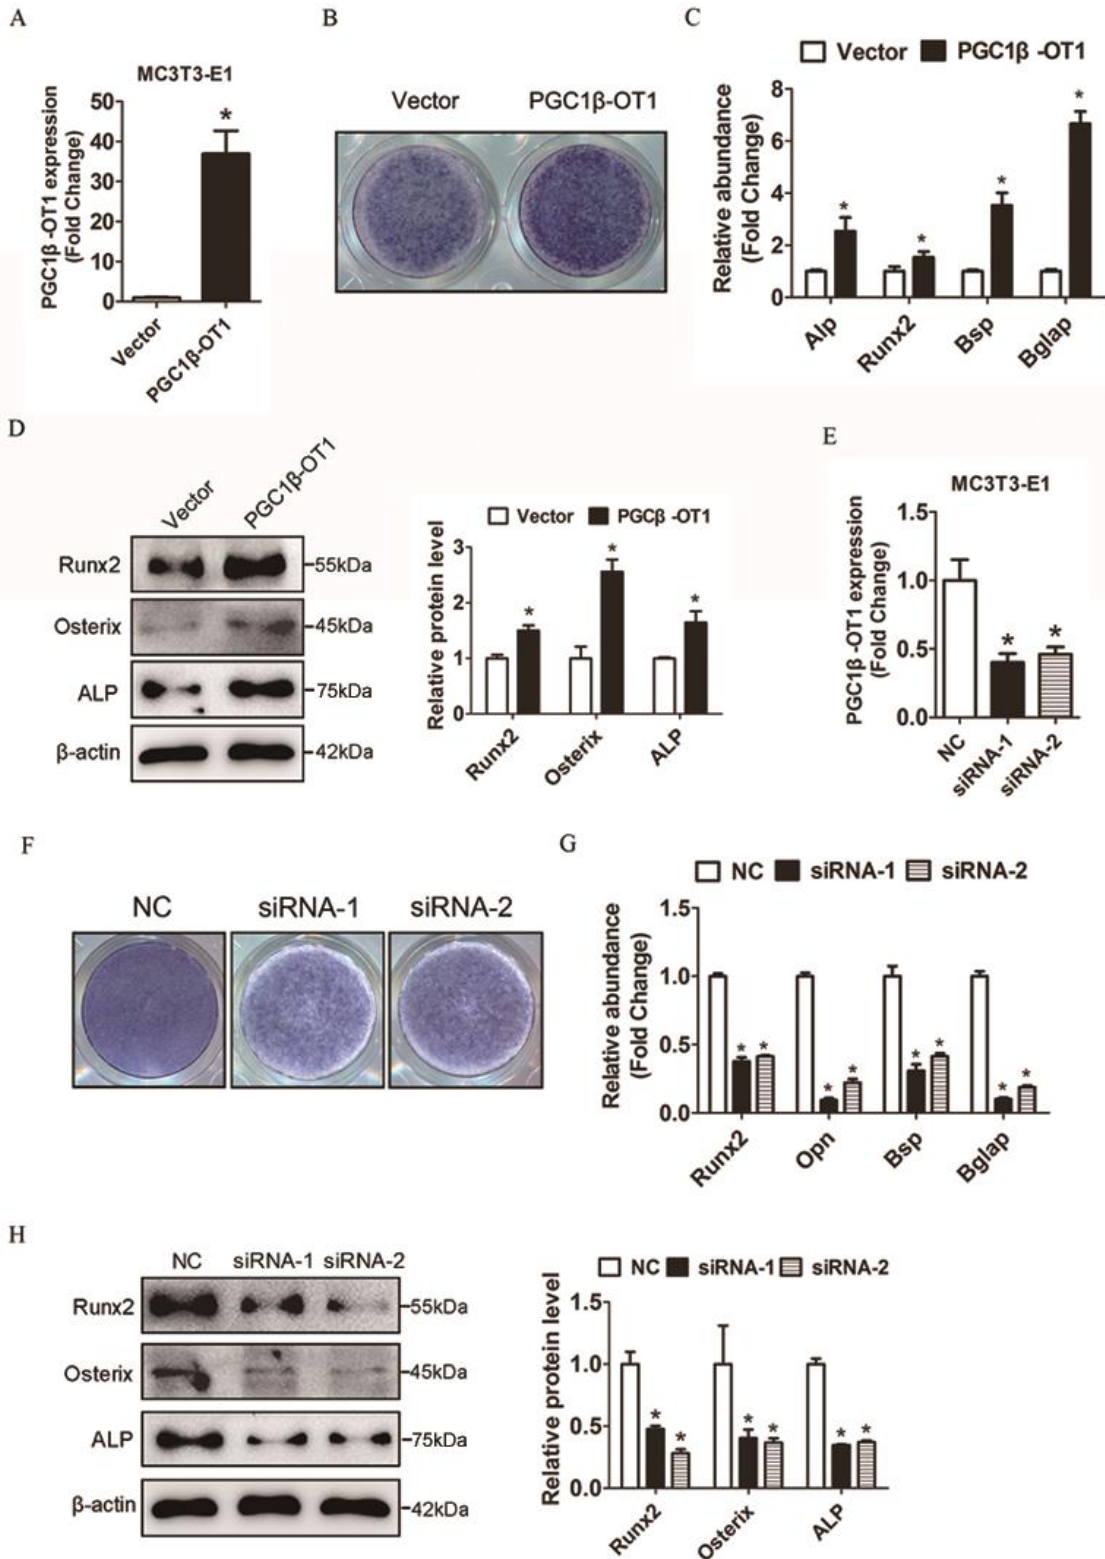 A
MC3T3-E1
PGC1β -OT1 expression
(Fold Change)
50
40
30
20
10
0
*
Vector
PGC1β-OT1
B
Vector PGC1β-OT1
C
Vector PGC1β -OT1
Relative abundance
(Fold Change)
8
6
4
2
0
* * * *
Alp Runx2 Bsp Bglap
D
Vector PGC1β-OT1
Runx2 55kDa
Osterix 45kDa
ALP 75kDa
β-actin 42kDa
Vector PGCβ -OT1
Relative protein level
3
2
1
0
* * *
Runx2 Osterix ALP
E
MC3T3-E1
PGC1β -OT1 expression
(Fold Change)
1.5
1.0
0.5
0.0
* *
NC siRNA-1 siRNA-2
F
NC siRNA-1 siRNA-2
G
NC siRNA-1 siRNA-2
Relative abundance
(Fold Change)
1.5
1.0
0.5
0.0
* * * * * * * *
Runx2 Opn Bsp Bglap
H
NC siRNA-1 siRNA-2
Runx2 55kDa
Osterix 45kDa
ALP 75kDa
β-actin 42kDa
NC siRNA-1 siRNA-2
Relative protein level
1.5
1.0
0.5
0.0
* * * * * *
Runx2 Osterix ALP